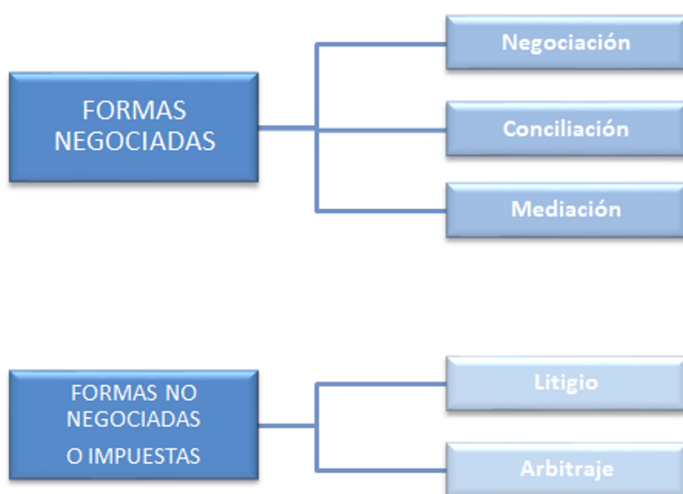 FORMAS
NEGOCIADAS
Negociación
Conciliación
Mediación
FORMAS NO
NEGOCIADAS
O IMPUESTAS
Litigio
Arbitraje